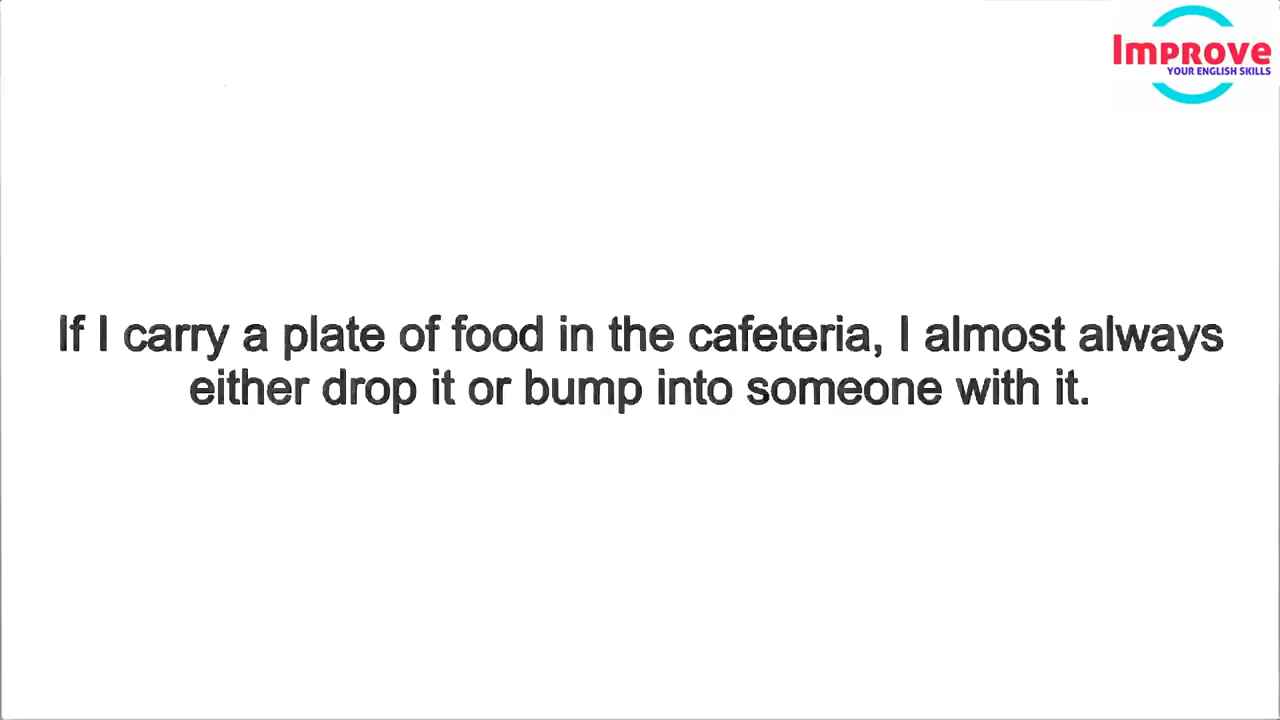 Improve
YOUR ENGLISH SKILLS
If I carry a plate of food in the cafeteria, I almost always
either drop it or bump into someone with it.